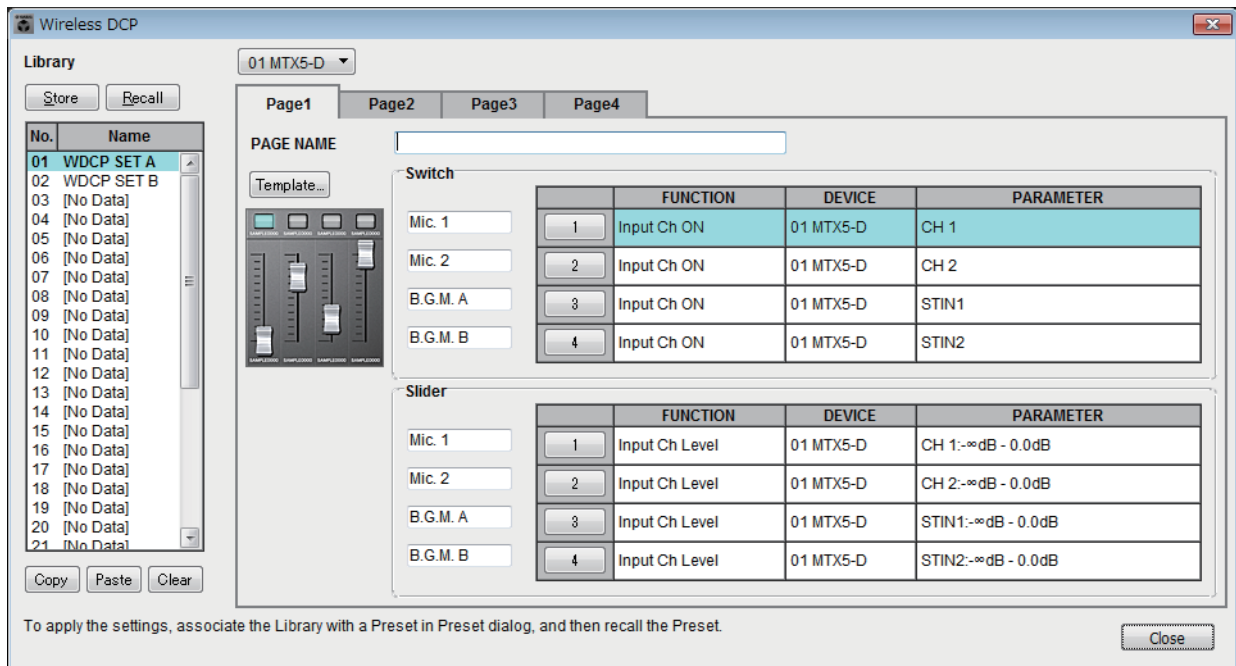 Wireless DCP
Library
01 MTX5-D
Store Recall
Page1 Page2 Page3 Page4
No. Name
01 WDCP SET A
02 WDCP SET B
03 [No Data]
04 [No Data]
05 [No Data]
06 [No Data]
07 [No Data]
08 [No Data]
09 [No Data]
10 [No Data]
11 [No Data]
12 [No Data]
13 [No Data]
14 [No Data]
15 [No Data]
16 [No Data]
17 [No Data]
18 [No Data]
19 [No Data]
20 [No Data]
21 [No Data]
Copy Paste Clear
PAGE NAME
Template...
Switch
FUNCTION DEVICE PARAMETER
Mic. 1 1 Input Ch ON 01 MTX5-D CH 1
Mic. 2 2 Input Ch ON 01 MTX5-D CH 2
B.G.M. A 3 Input Ch ON 01 MTX5-D STIN1
B.G.M. B 4 Input Ch ON 01 MTX5-D STIN2
Slider
FUNCTION DEVICE PARAMETER
Mic. 1 1 Input Ch Level 01 MTX5-D CH 1:-∞dB - 0.0dB
Mic. 2 2 Input Ch Level 01 MTX5-D CH 2:-∞dB - 0.0dB
B.G.M. A 3 Input Ch Level 01 MTX5-D STIN1:-∞dB - 0.0dB
B.G.M. B 4 Input Ch Level 01 MTX5-D STIN2:-∞dB - 0.0dB
To apply the settings, associate the Library with a Preset in Preset dialog, and then recall the Preset.
Close